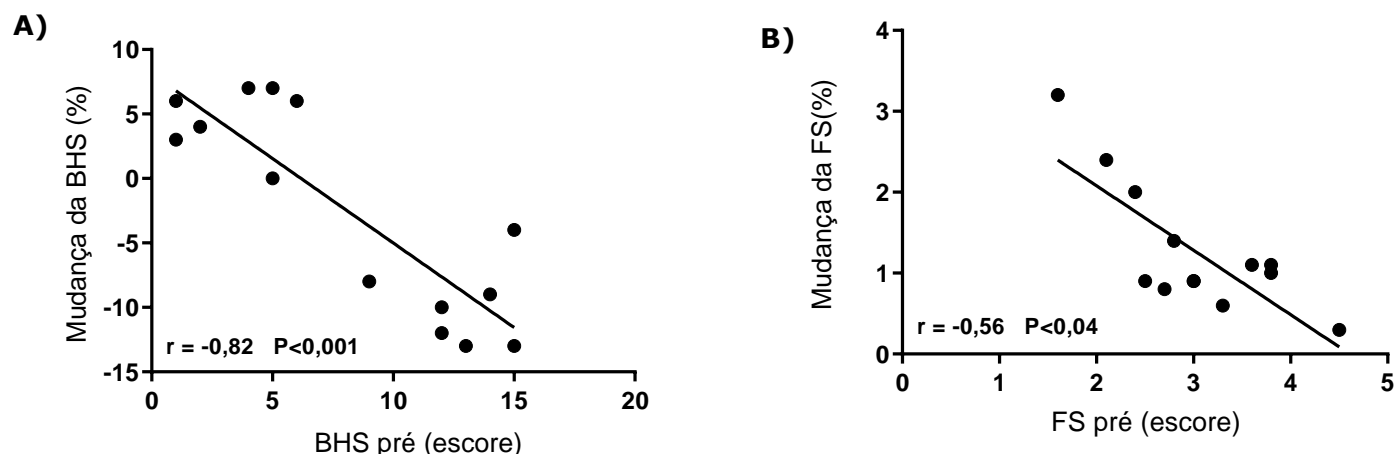 A)
Mudança da BHS (%)
10
5
0
-5
-10
-15
r = -0,82 P<0,001
0 5 10 15 20
BHS pré (escore)
B)
Mudança da FS(%)
4
3
2
1
0
r = -0,56 P<0,04
0 1 2 3 4 5
FS pré (escore)